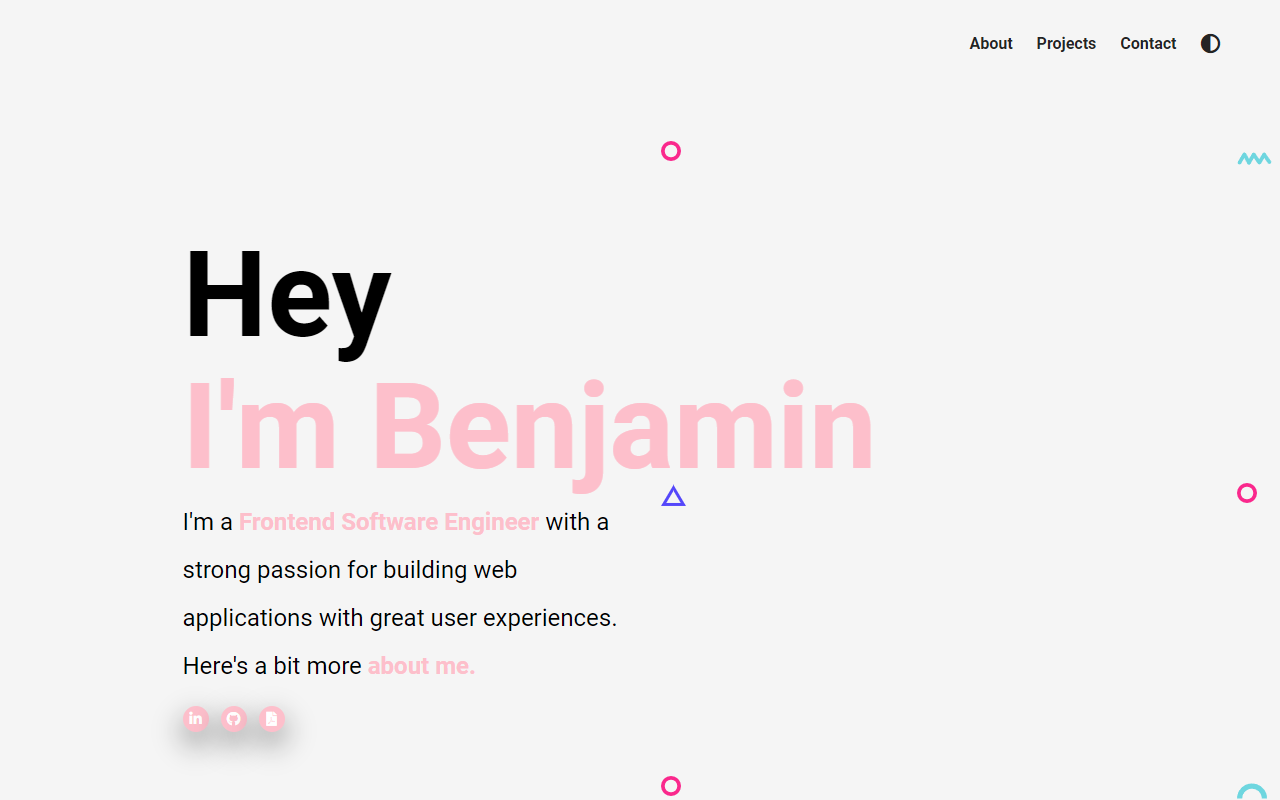 About Projects Contact
Hey
I'm Benjamin
I'm a Frontend Software Engineer with a
strong passion for building web
applications with great user experiences.
Here's a bit more about me.
in